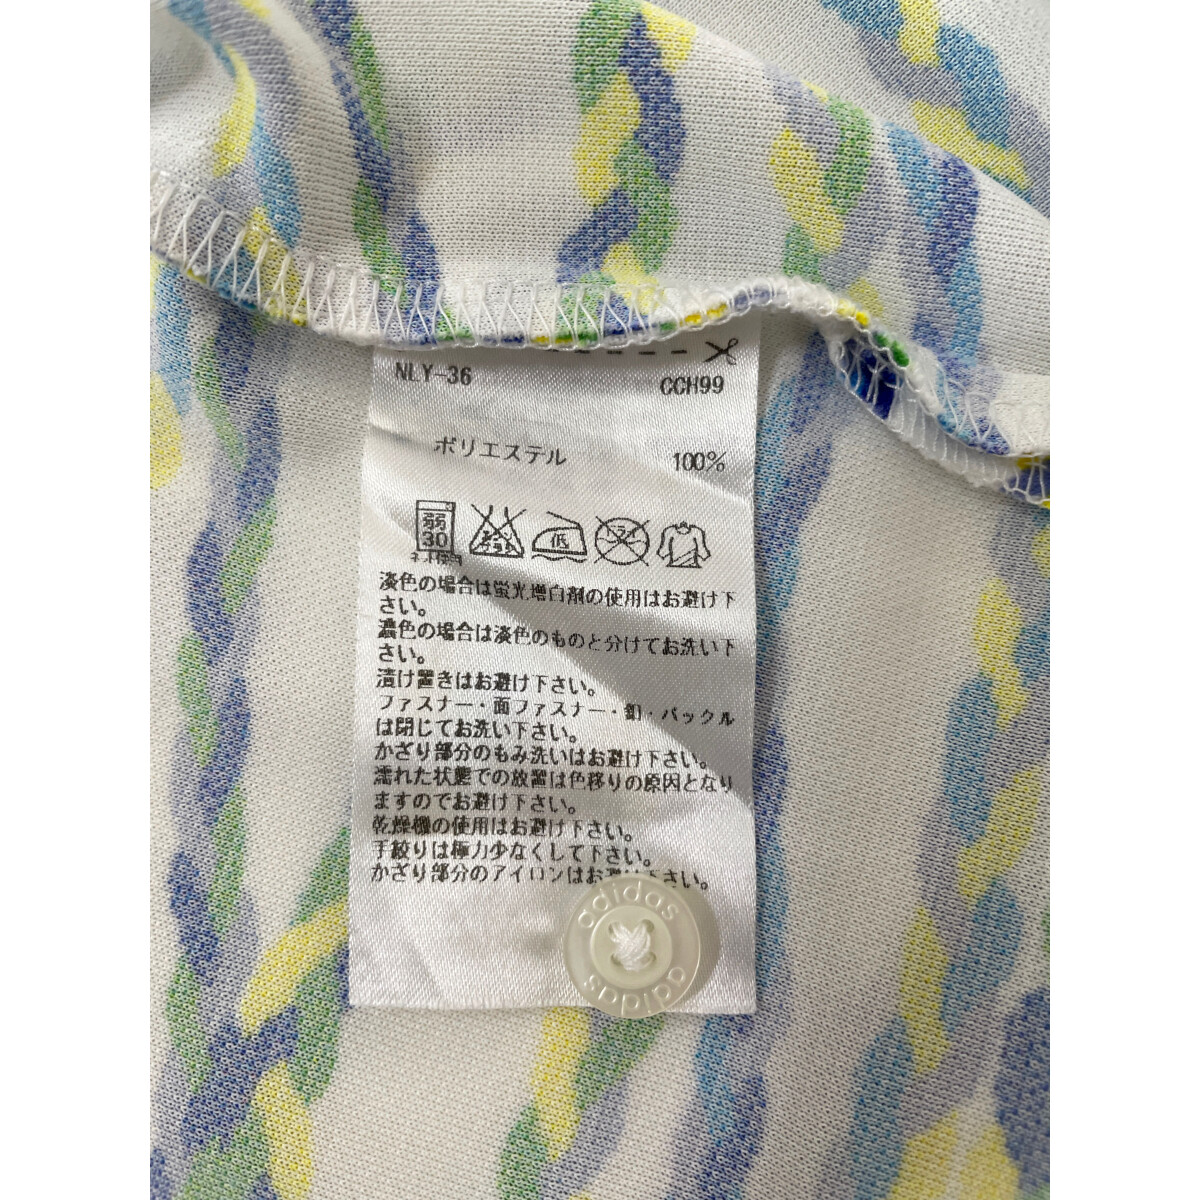 NLY-36
CCH99
ポリエステル 100%
弱
30
ネット使用
低
淡色の場合は蛍光増白剤の使用はお避け下
さい。
濃色の場合は淡色のものと分けてお洗い下
さい。
漬け置きはお避け下さい。
ファスナー・面ファスナー・釦・バックル
は閉じてお洗い下さい。
かざり部分のもみ洗いはお避け下さい。
濡れた状態での放置は色移りの原因となり
ますのでお避け下さい。
乾燥機の使用はお避け下さい。
手絞りは極力少なくして下さい。
かざり部分のアイロンはお避け下さい。
adidas
adidas